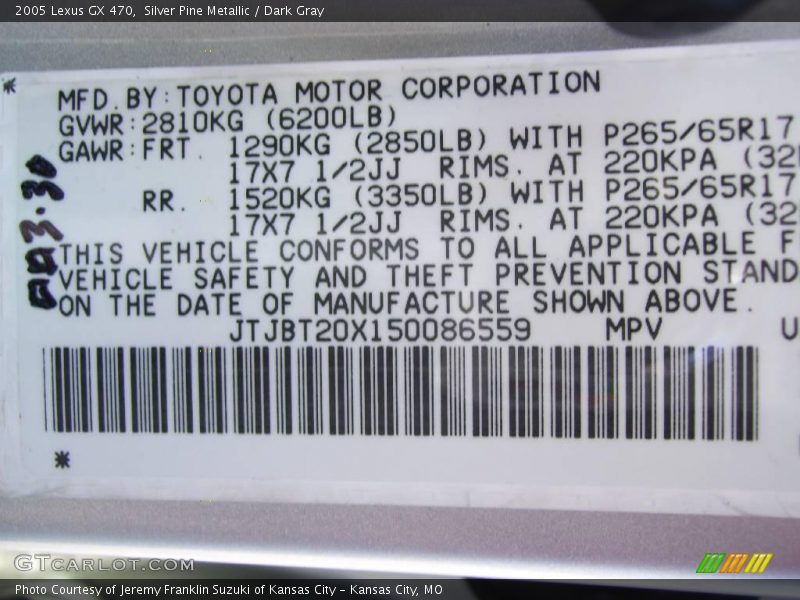 2005 Lexus GX 470, Silver Pine Metallic / Dark Gray
*
MFD.BY:TOYOTA MOTOR CORPORATION
GVWR:2810KG (6200LB)
GAWR:FRT. 1290KG (2850LB) WITH P265/65R17
17X7 1/2JJ RIMS. AT 220KPA (32
RR. 1520KG (3350LB) WITH P265/65R17
17X7 1/2JJ RIMS. AT 220KPA (32
THIS VEHICLE CONFORMS TO ALL APPLICABLE F
VEHICLE SAFETY AND THEFT PREVENTION STAND
ON THE DATE OF MANUFACTURE SHOWN ABOVE.
JTJBT20X150086559 MPV U
*
GTCarLot.com
Photo Courtesy of Jeremy Franklin Suzuki of Kansas City – Kansas City, MO